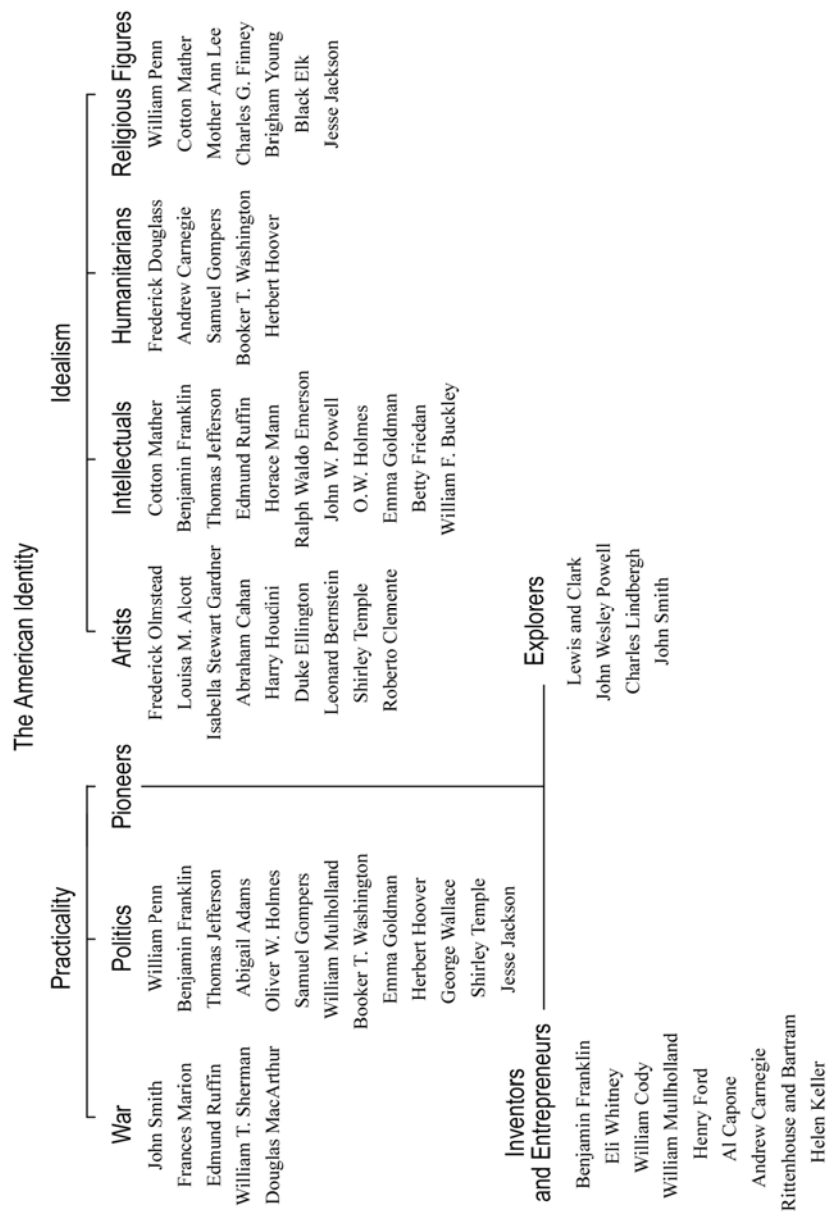 The American Identity
Practicality
Idealism
War
John Smith
Frances Marion
Edmund Ruffin
William T. Sherman
Douglas MacArthur
Politics
William Penn
Benjamin Franklin
Thomas Jefferson
Abigail Adams
Oliver W. Holmes
Samuel Gompers
William Mulholland
Booker T. Washington
Emma Goldman
Herbert Hoover
George Wallace
Shirley Temple
Jesse Jackson
Pioneers
Inventors
and Entrepreneurs
Benjamin Franklin
Eli Whitney
William Cody
William Mullholland
Henry Ford
Al Capone
Andrew Carnegie
Rittenhouse and Bartram
Helen Keller
Explorers
Lewis and Clark
John Wesley Powell
Charles Lindbergh
John Smith
Artists
Frederick Olmstead
Louisa M. Alcott
Isabella Stewart Gardner
Abraham Cahan
Harry Houdini
Duke Ellington
Leonard Bernstein
Shirley Temple
Roberto Clemente
Intellectuals
Cotton Mather
Benjamin Franklin
Thomas Jefferson
Edmund Ruffin
Horace Mann
Ralph Waldo Emerson
John W. Powell
O.W. Holmes
Emma Goldman
Betty Friedan
William F. Buckley
Humanitarians
Frederick Douglass
Andrew Carnegie
Samuel Gompers
Booker T. Washington
Herbert Hoover
Religious Figures
William Penn
Cotton Mather
Mother Ann Lee
Charles G. Finney
Brigham Young
Black Elk
Jesse Jackson